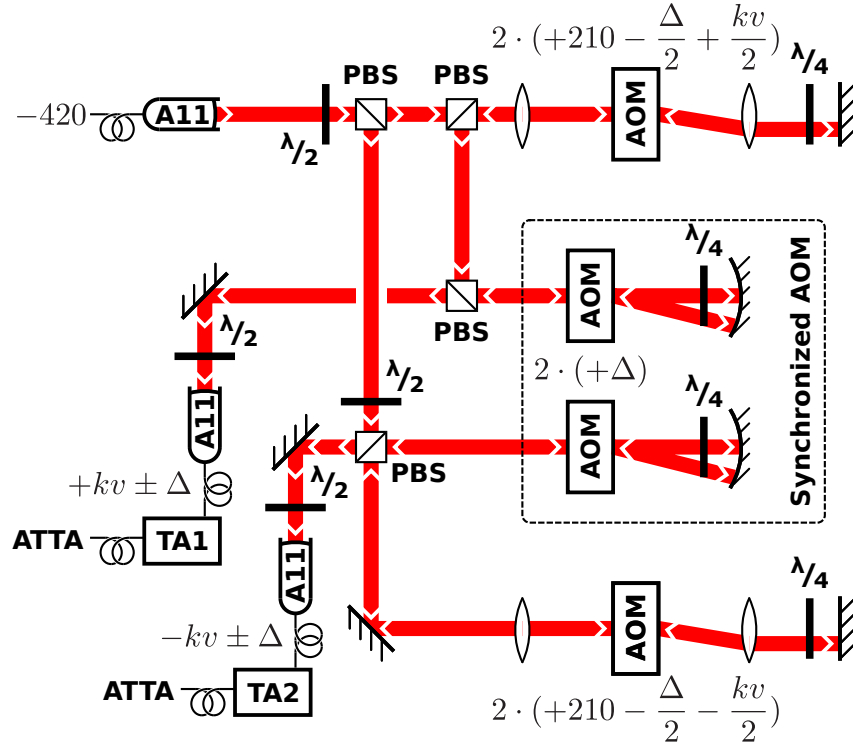 2 · (+210 − Δ/2 + kv/2)
PBS
PBS
λ/4
−420
A11
AOM
λ/2
λ/4
AOM
PBS
λ/2
2 · (+Δ)
λ/2
λ/4
A11
AOM
PBS
Synchronized AOM
+kv ± Δ
λ/2
ATTA
TA1
A11
λ/4
AOM
−kv ± Δ
ATTA
TA2
2 · (+210 − Δ/2 − kv/2)